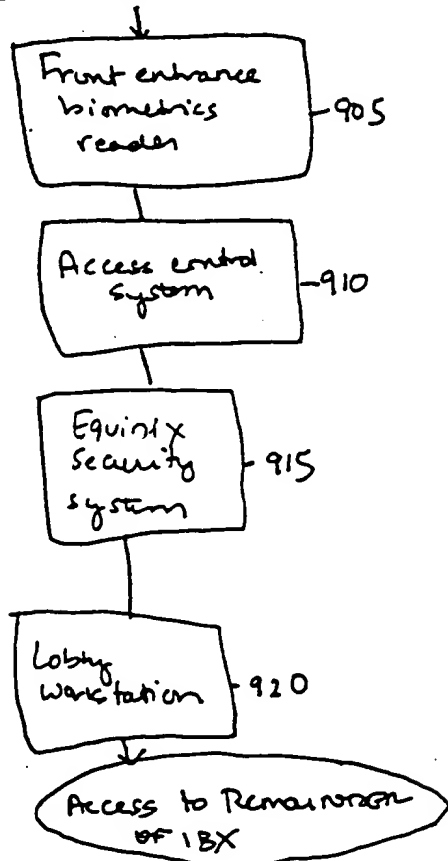 Front entrance
biometrics
reader
905
Access control
system
910
Equinix
security
system
915
Lobby
workstation
920
Access to REMAINDER
OF IBX